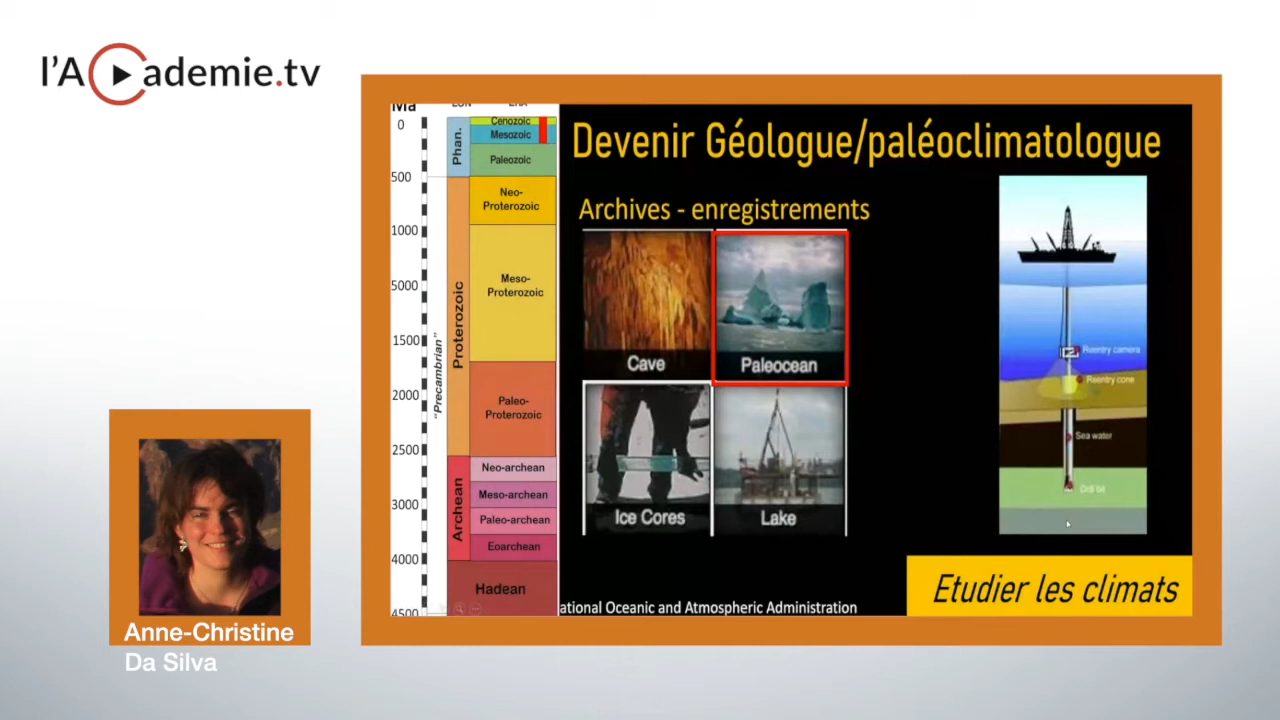 l'Academie.tv
Ma
EON
ERA
0
500
1000
5000
1500
2000
2500
3000
4000
4500
"Precambrian"
Phan.
Proterozoic
Archean
Cenozoic
Mesozoic
Paleozoic
Neo-
Proterozoic
Meso-
Proterozoic
Paleo-
Proterozoic
Neo-archean
Meso-archean
Paleo-archean
Eoarchean
Hadean
Devenir Géologue/paléoclimatologue
Archives - enregistrements
Cave
Paleocean
Ice Cores
Lake
Reentry camera
Reentry cone
Sea water
Drill bit
Etudier les climats
ational Oceanic and Atmospheric Administration
Anne-Christine
Da Silva